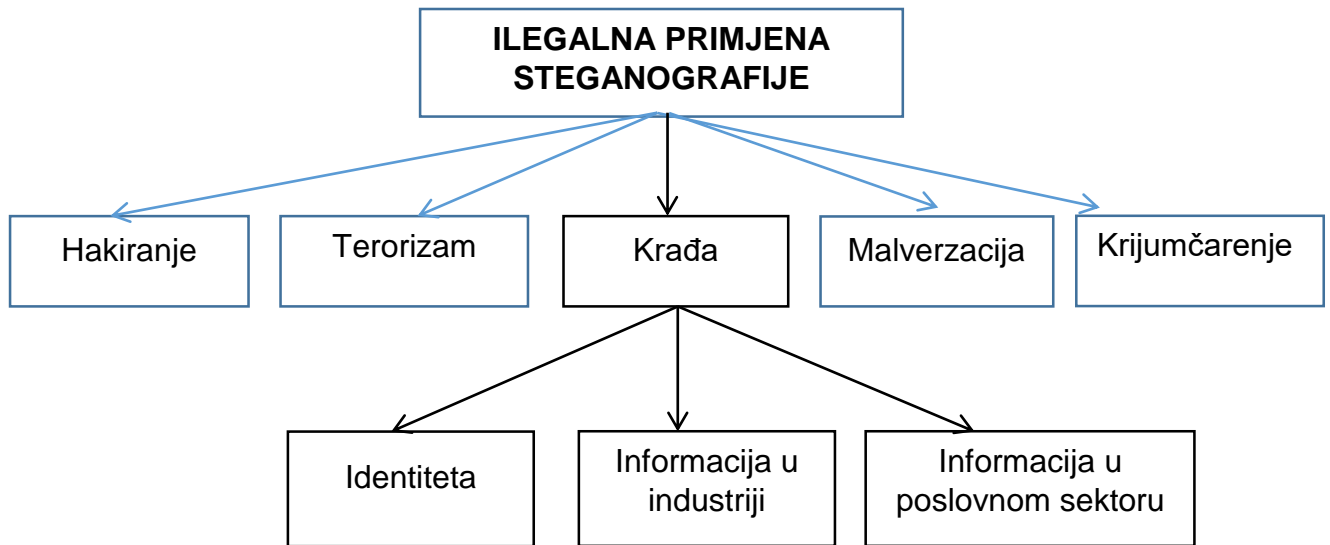 ILEGALNA PRIMJENA
STEGANOGRAFIJE
Hakiranje
Terorizam
Krađa
Malverzacija
Krijumčarenje
Identiteta
Informacija u
industriji
Informacija u
poslovnom sektoru